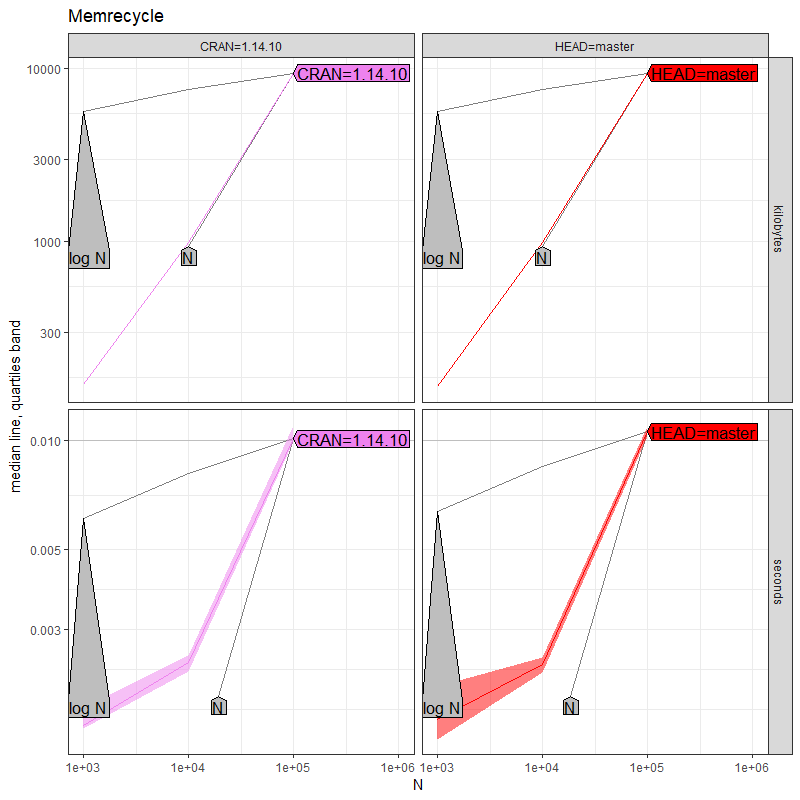 Memrecycle
CRAN=1.14.10 HEAD=master
10000
3000
1000
300
CRAN=1.14.10
log N
N
HEAD=master
log N
N
kilobytes
median line, quartiles band
0.010
0.005
0.003
CRAN=1.14.10
log N
N
HEAD=master
log N
N
seconds
1e+03 1e+04 1e+05 1e+06 1e+03 1e+04 1e+05 1e+06
N